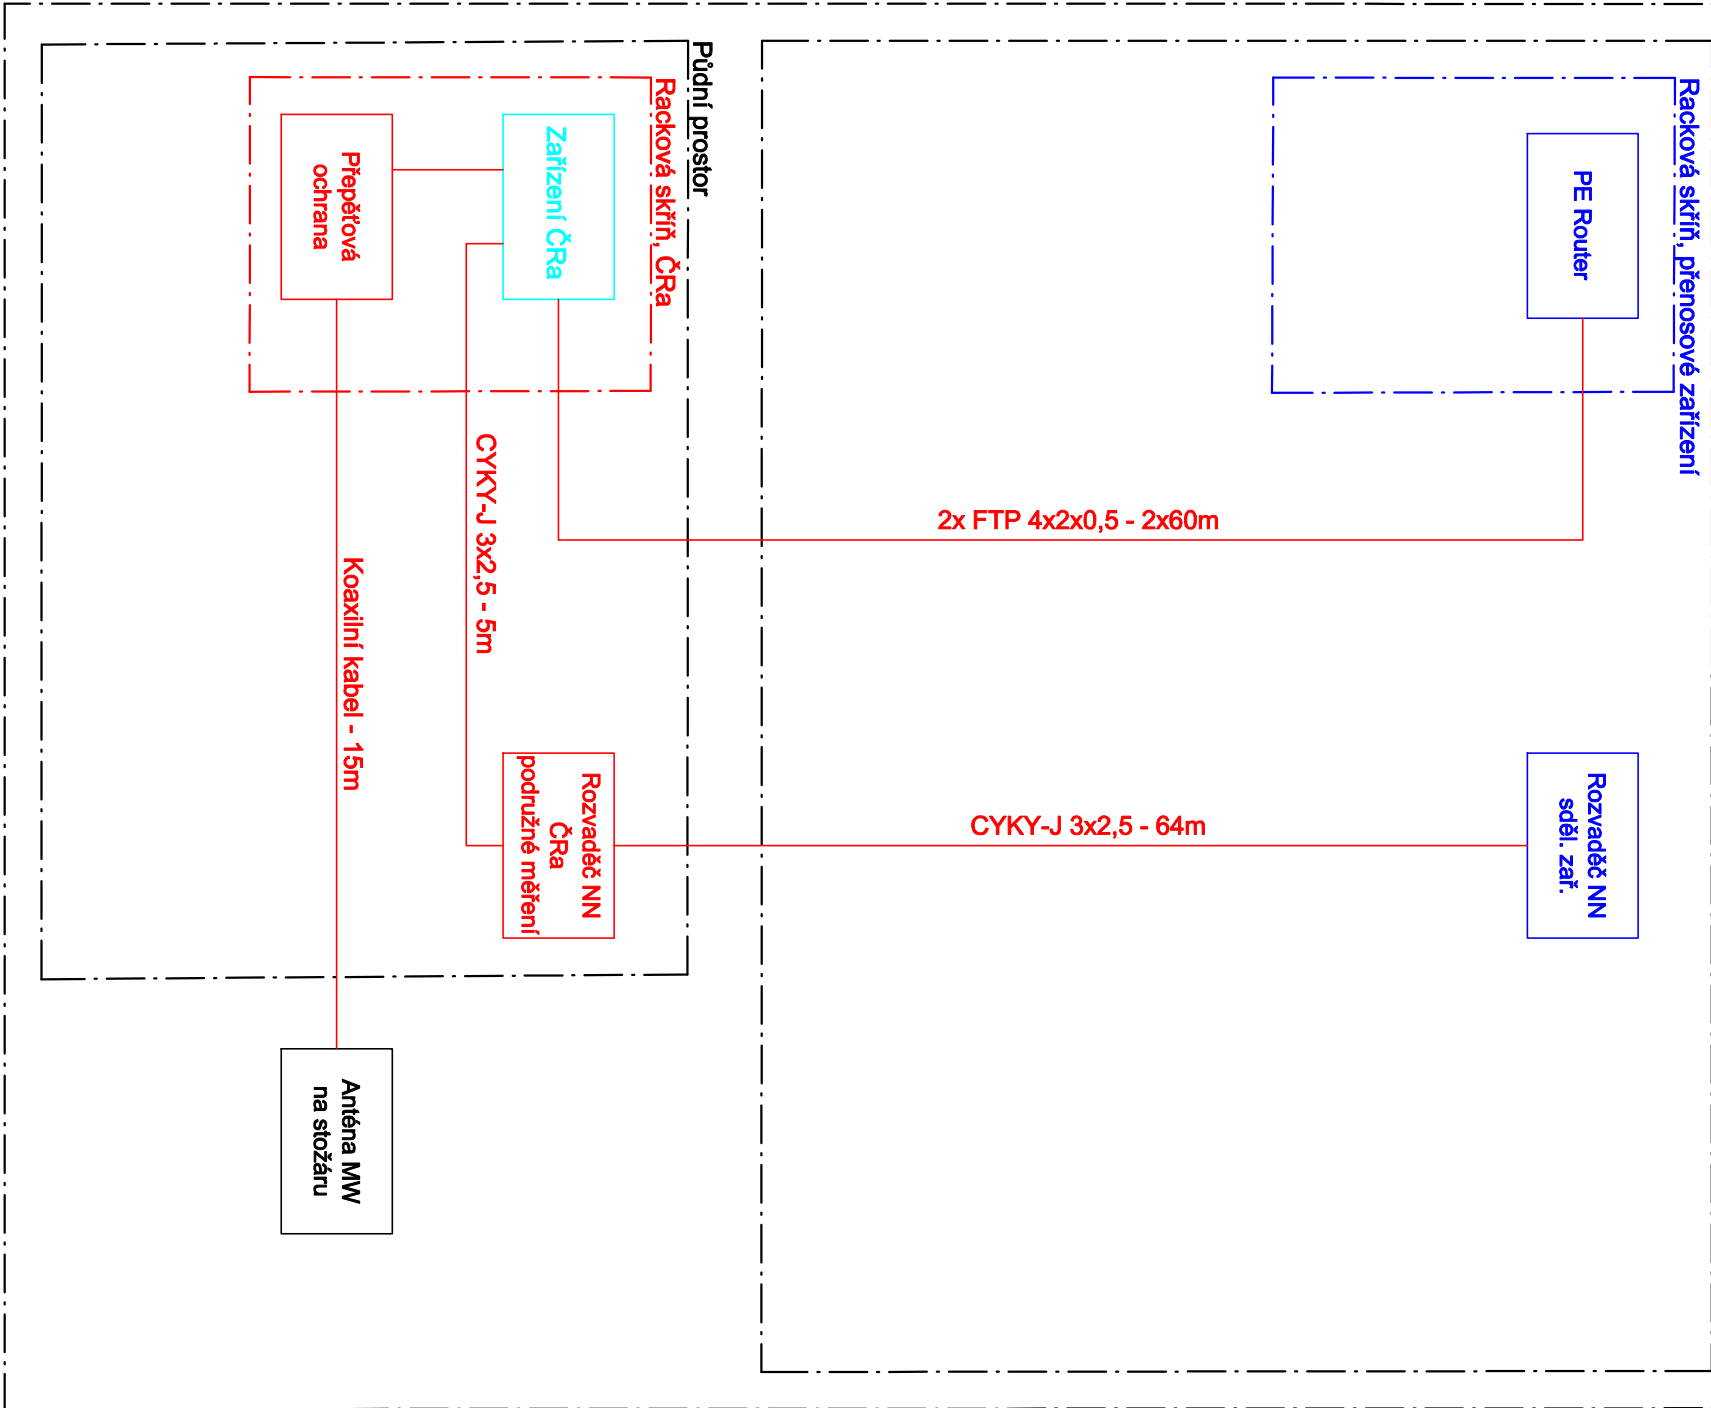 Půdní prostor
Racková skříň, ČRa
Přepěťová
ochrana
Zařízení ČRa
Racková skříň, přenosové zařízení
PE Router
2x FTP 4x2x0,5 - 2x60m
CYKY-J 3x2,5 - 5m
Koaxilní kabel - 15m
Rozvaděč NN
ČRa
podružné měření
CYKY-J 3x2,5 - 64m
Rozvaděč NN
sděl. zař.
Anténa MW
na stožáru